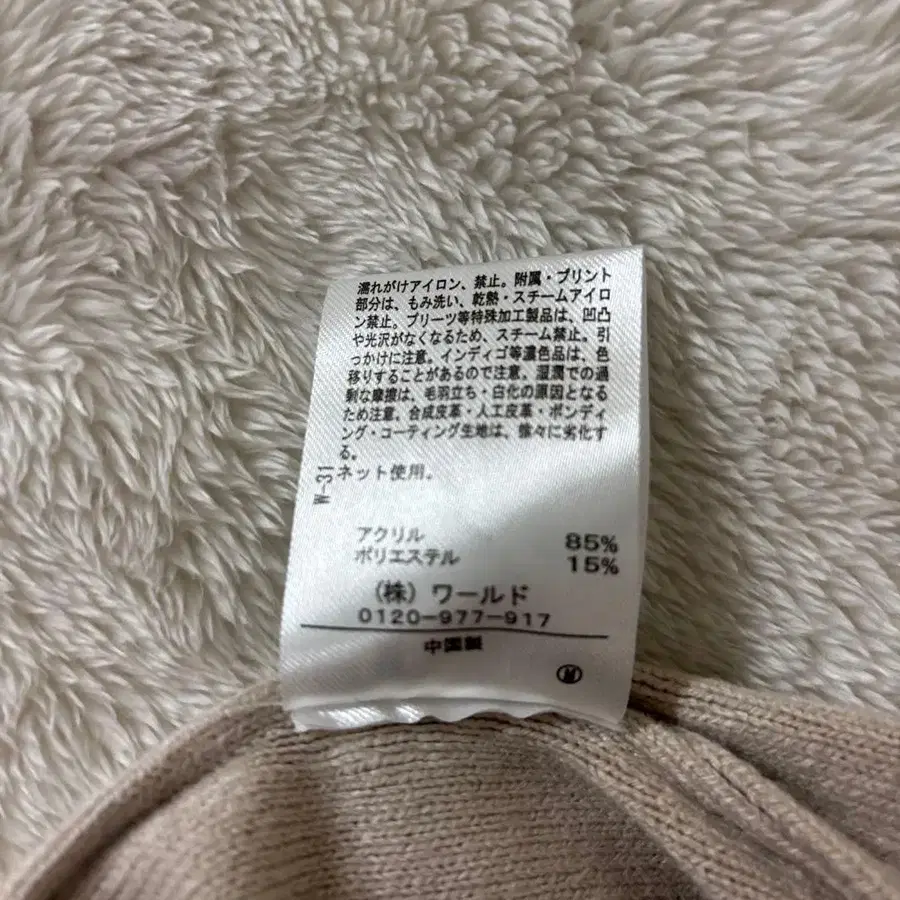 濡れがけアイロン、禁止。附属・プリント
部分は、もみ洗い、乾熱・スチームアイロ
ン禁止。プリーツ等特殊加工製品は、凹凸
や光沢がなくなるため、スチーム禁止。引
っかけに注意。インディゴ等濃色品は、色
移りすることがあるので注意。湿潤での過
剰な摩擦は、毛羽立ち・白化の原因となる
ため注意。合成皮革・人工皮革・ボンディ
ング・コーティング生地は、徐々に劣化す
る。
ネット使用。
W-31
アクリル 85%
ポリエステル 15%
(株)ワールド
0120-977-917
中国製
M